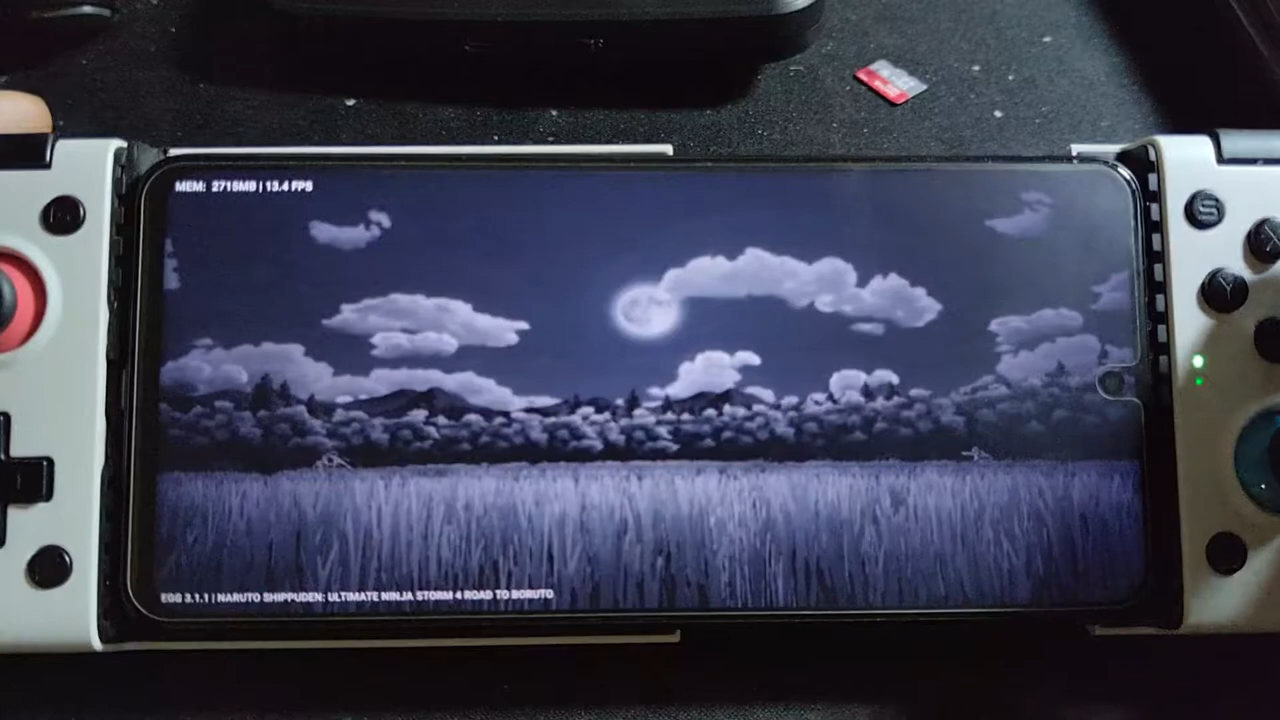 MEM: 2715MB | 13.4 FPS
S
X
Y
EGG 3.1.1 | NARUTO SHIPPUDEN: ULTIMATE NINJA STORM 4 ROAD TO BORUTO